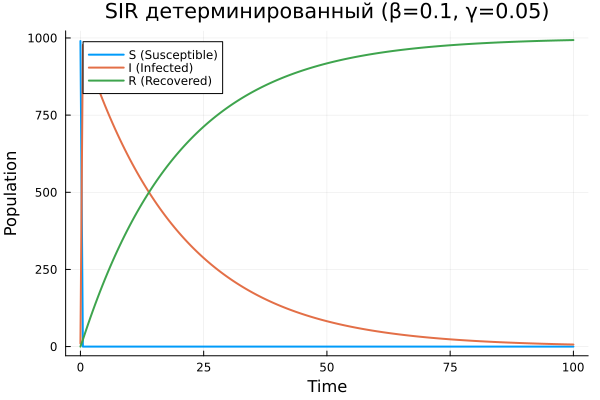 SIR детерминированный (β=0.1, γ=0.05)
1000
750
500
250
0
S (Susceptible)
I (Infected)
R (Recovered)
Population
0 25 50 75 100
Time